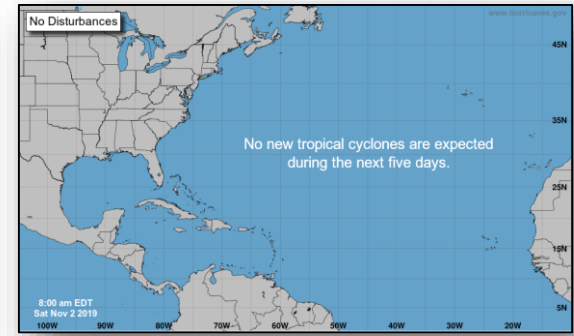 No Disturbances
www.hurricanes.gov
45N
35N
No new tropical cyclones are expected
during the next five days.
25N
15N
8:00 am EDT
Sat Nov 2 2019
5N
100W 90W 80W 70W 60W 50W 40W 30W 20W